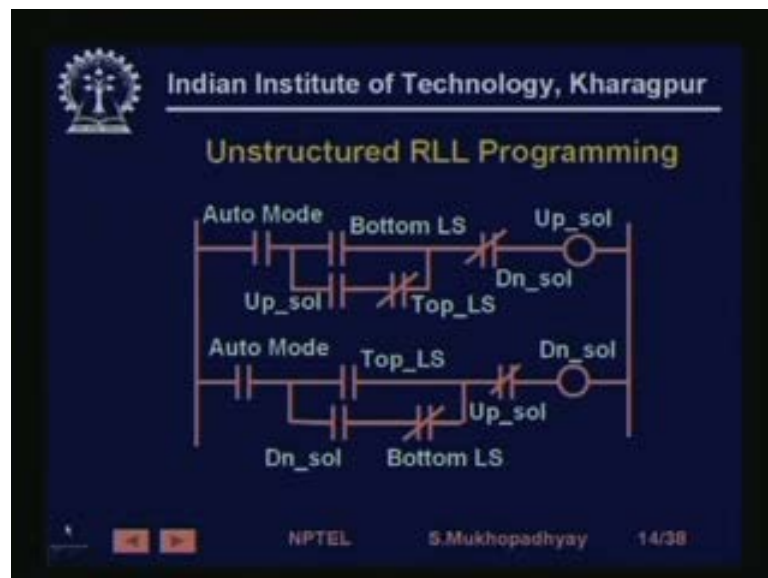 Indian Institute of Technology, Kharagpur
Unstructured RLL Programming
Auto Mode
Bottom LS
Up_sol
Dn_sol
Up_sol
Top_LS
Auto Mode
Top_LS
Dn_sol
Up_sol
Dn_sol
Bottom LS
NPTEL
S.Mukhopadhyay
14/38